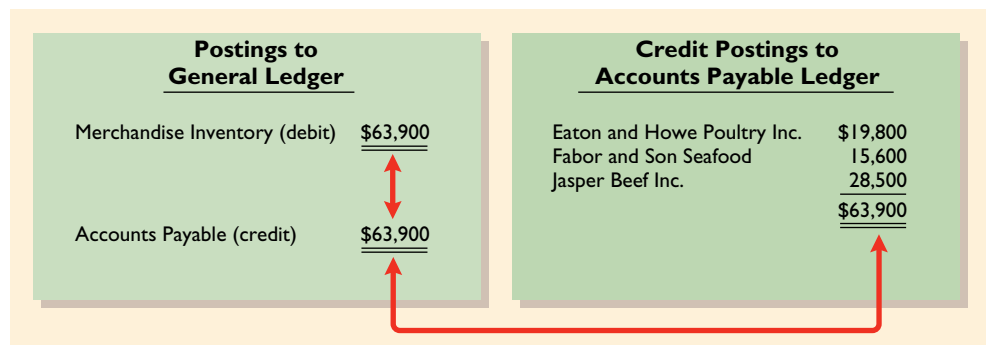 Postings to
General Ledger
Merchandise Inventory (debit) $63,900
Accounts Payable (credit) $63,900
Credit Postings to
Accounts Payable Ledger
Eaton and Howe Poultry Inc. $19,800
Fabor and Son Seafood 15,600
Jasper Beef Inc. 28,500
$63,900